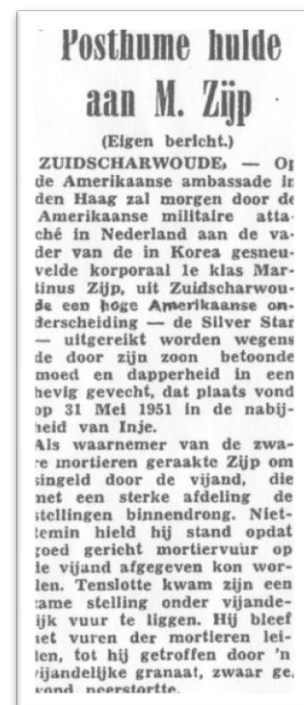 Posthume hulde
aan M. Zijp
(Eigen bericht.)
ZUIDSCHARWOUDE, — Op
de Amerikaanse ambassade in
den Haag zal morgen door de
Amerikaanse militaire atta-
ché in Nederland aan de va-
der van de in Korea gesneu-
velde korporaal 1e klas Mar-
tinus Zijp, uit Zuidscharwou-
de een hoge Amerikaanse on-
derscheiding — de Silver Star
— uitgereikt worden wegens
de door zijn zoon betoonde
moed en dapperheid in een
hevig gevecht, dat plaats vond
op 31 Mei 1951 in de nabij-
heid van Inje.
Als waarnemer van de zwa-
re mortieren geraakte Zijp om
singeld door de vijand, die
met een sterke afdeling de
stellingen binnendrong. Niet-
temin hield hij stand opdat
goed gericht mortiervuur op
de vijand afgegeven kon wor-
den. Tenslotte kwam zijn een
zame stelling onder vijande-
lijk vuur te liggen. Hij bleef
het vuren der mortieren lei-
den, tot hij getroffen door 'n
vijandelijke granaat, zwaar ge.
wond neerstortte.